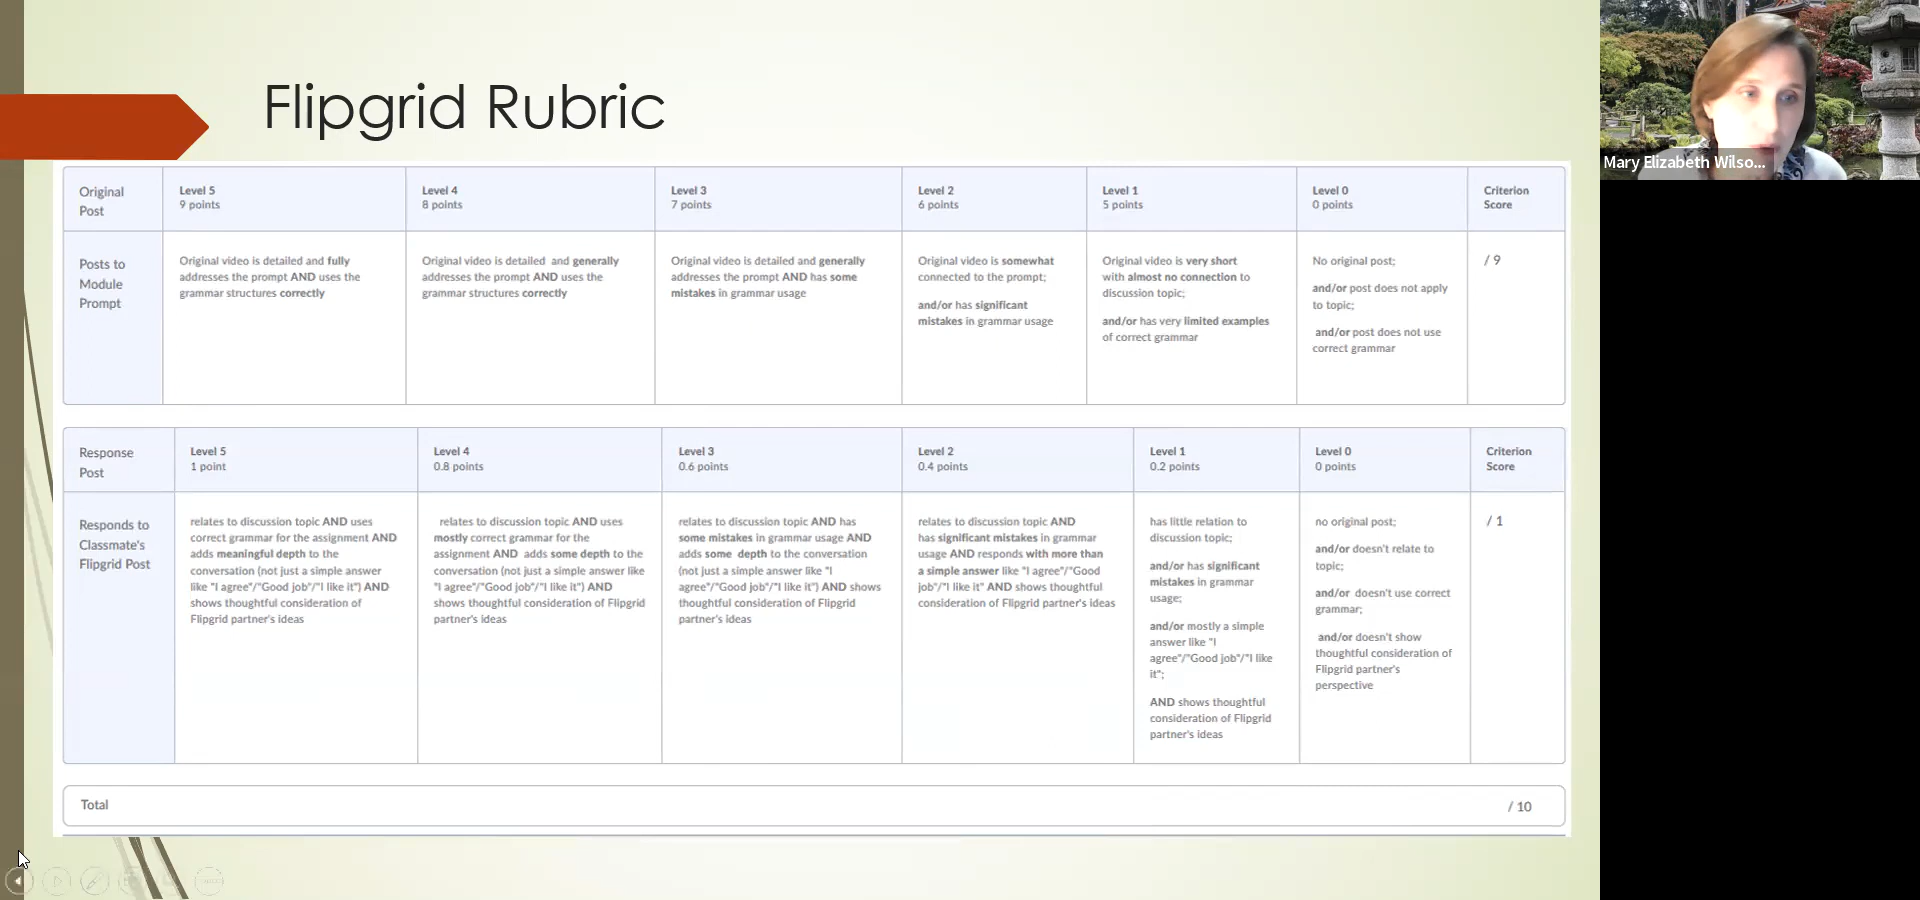 Flipgrid Rubric
Mary Elizabeth Wilso...
Original
Post
Level 5
9 points
Level 4
8 points
Level 3
7 points
Level 2
6 points
Level 1
5 points
Level 0
0 points
Criterion
Score
Posts to
Module
Prompt
Original video is detailed and fully
addresses the prompt AND uses the
grammar structures correctly
Original video is detailed and generally
addresses the prompt AND uses the
grammar structures correctly
Original video is detailed and generally
addresses the prompt AND has some
mistakes in grammar usage
Original video is somewhat
connected to the prompt;
and/or has significant
mistakes in grammar usage
Original video is very short
with almost no connection to
discussion topic;
and/or has very limited examples
of correct grammar
No original post;
and/or post does not apply
to topic;
and/or post does not use
correct grammar
/ 9
Response
Post
Level 5
1 point
Level 4
0.8 points
Level 3
0.6 points
Level 2
0.4 points
Level 1
0.2 points
Level 0
0 points
Criterion
Score
Responds to
Classmate's
Flipgrid Post
relates to discussion topic AND uses
correct grammar for the assignment AND
adds meaningful depth to the
conversation (not just a simple answer
like "I agree"/"Good job"/"I like it") AND
shows thoughtful consideration of
Flipgrid partner's ideas
relates to discussion topic AND uses
mostly correct grammar for the
assignment AND adds some depth to the
conversation (not just a simple answer like
"I agree"/"Good job"/"I like it") AND
shows thoughtful consideration of Flipgrid
partner's ideas
relates to discussion topic AND has
some mistakes in grammar usage AND
adds some depth to the conversation
(not just a simple answer like "I
agree"/"Good job"/"I like it") AND shows
thoughtful consideration of Flipgrid
partner's ideas
relates to discussion topic AND
has significant mistakes in grammar
usage AND responds with more than
a simple answer like "I agree"/"Good
job"/"I like it" AND shows thoughtful
consideration of Flipgrid partner's ideas
has little relation to
discussion topic;
and/or has significant
mistakes in grammar
usage;
and/or mostly a simple
answer like "I
agree"/"Good job"/"I like
it";
AND shows thoughtful
consideration of Flipgrid
partner's ideas
no original post;
and/or doesn't relate to
topic;
and/or doesn't use correct
grammar;
and/or doesn't show
thoughtful consideration of
Flipgrid partner's
perspective
/ 1
Total
/ 10